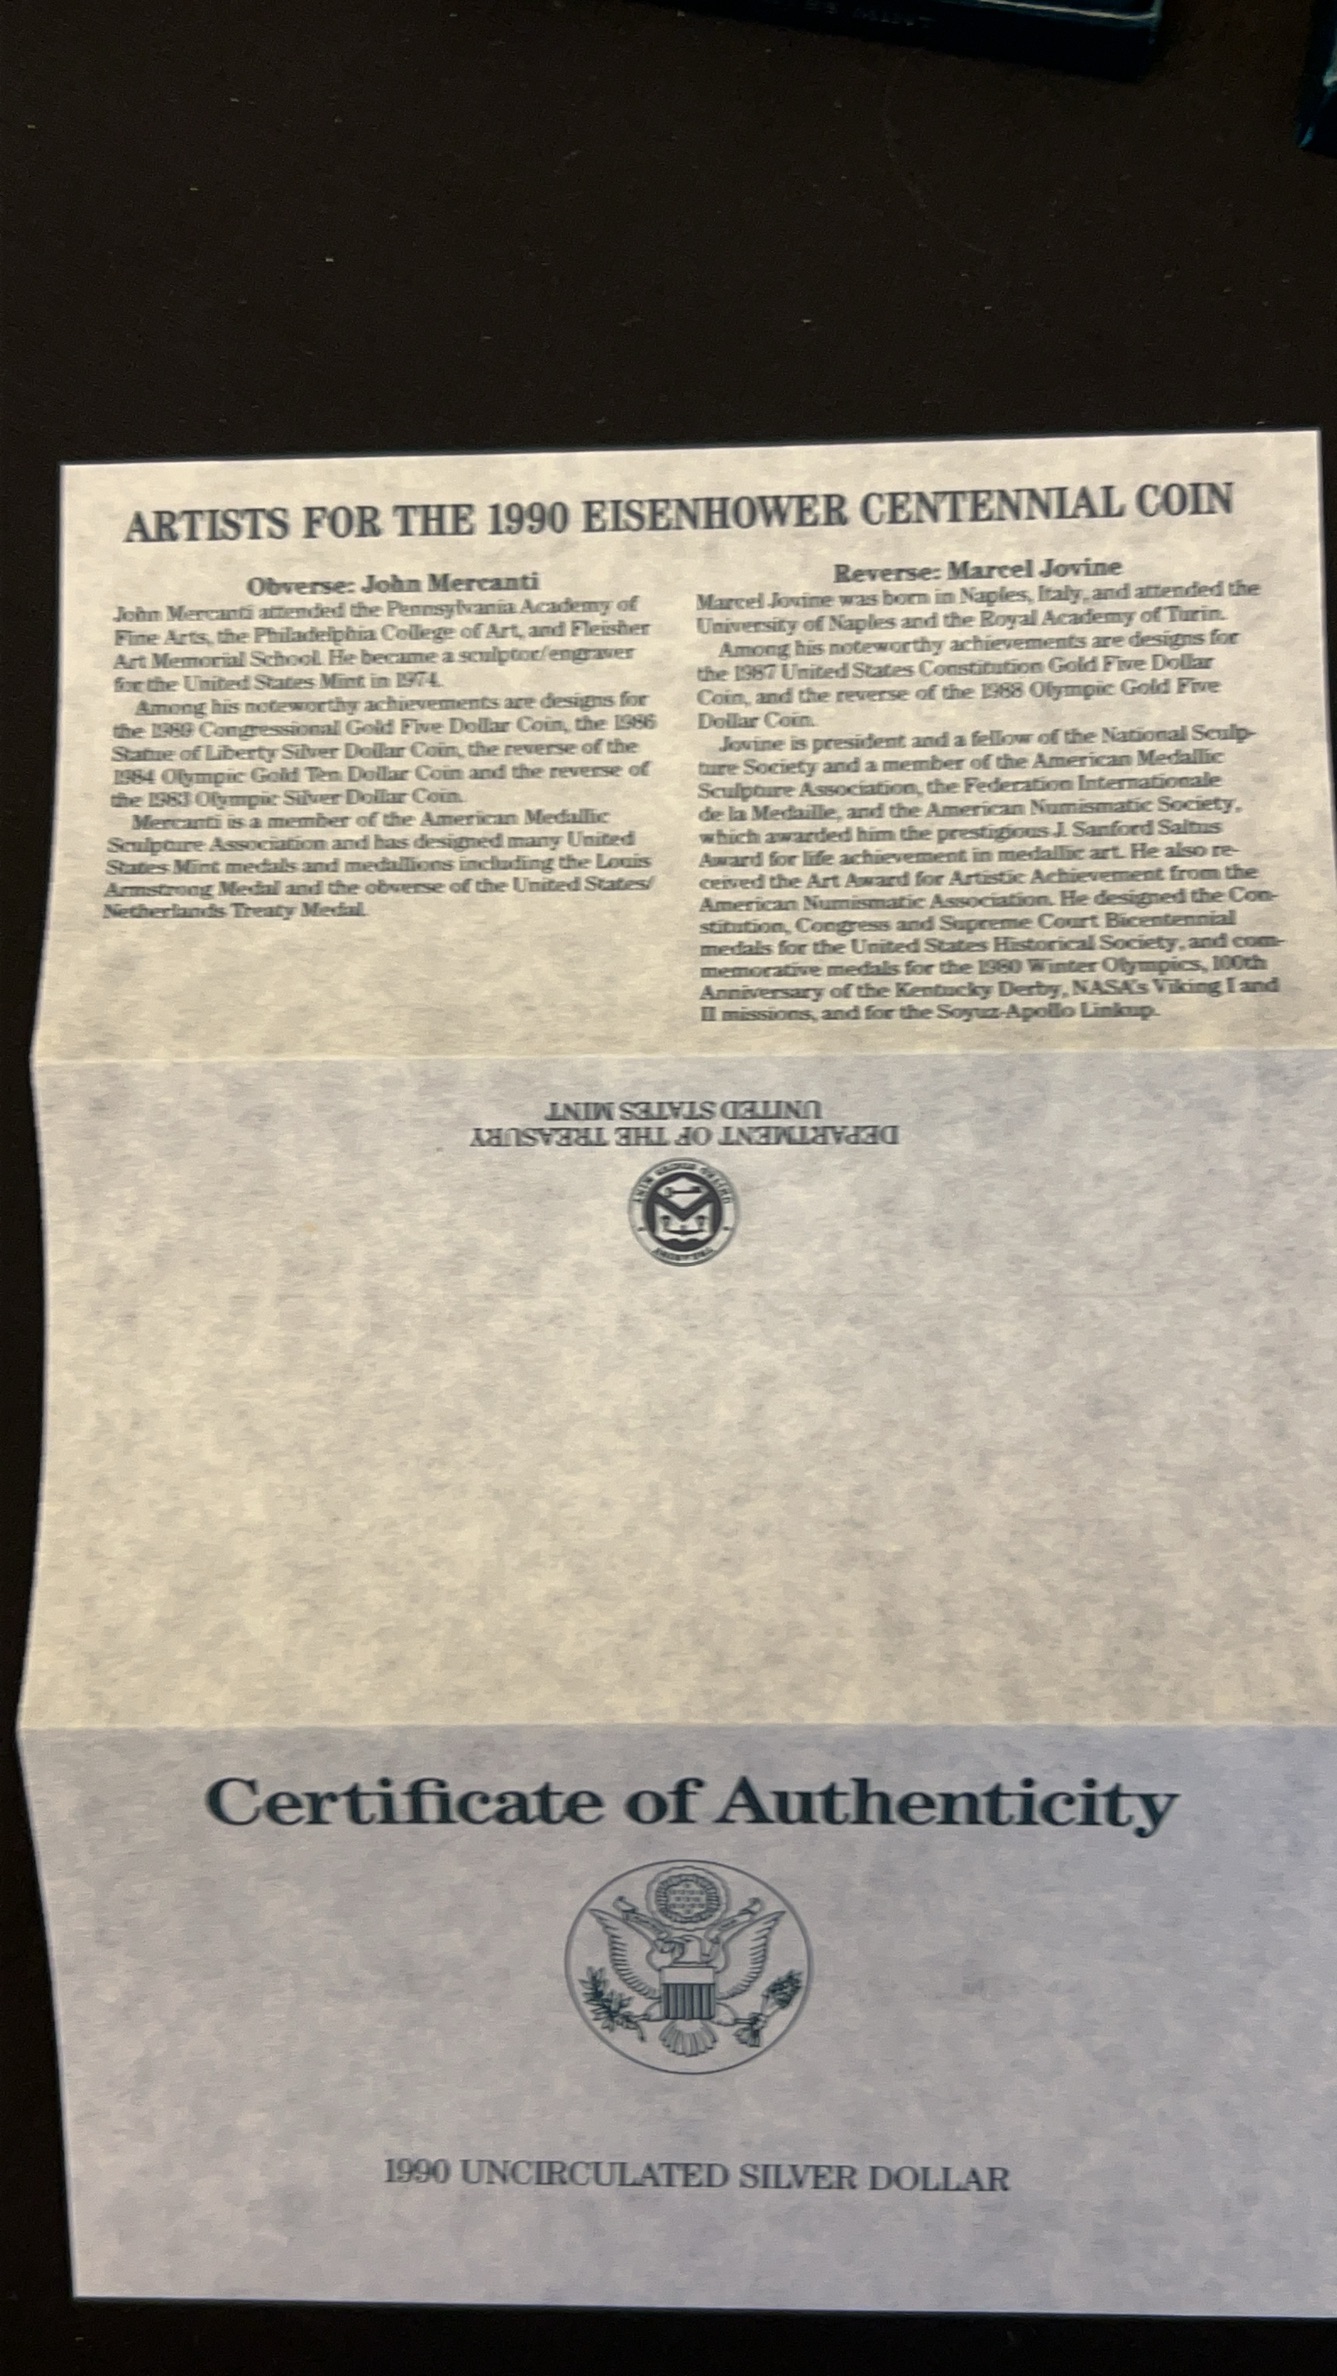 ARTISTS FOR THE 1990 EISENHOWER CENTENNIAL COIN
Obverse: John Mercanti
John Mercanti attended the Pennsylvania Academy of
Fine Arts, the Philadelphia College of Art, and Fleisher
Art Memorial School. He became a sculptor/engraver
for the United States Mint in 1974.
Among his noteworthy achievements are designs for
the 1989 Congressional Gold Five Dollar Coin, the 1986
Statue of Liberty Silver Dollar Coin, the reverse of the
1984 Olympic Gold Ten Dollar Coin and the reverse of
the 1983 Olympic Silver Dollar Coin.
Mercanti is a member of the American Medallic
Sculpture Association and has designed many United
States Mint medals and medallions including the Louis
Armstrong Medal and the obverse of the United States/
Netherlands Treaty Medal.
Reverse: Marcel Jovine
Marcel Jovine was born in Naples, Italy, and attended the
University of Naples and the Royal Academy of Turin.
Among his noteworthy achievements are designs for
the 1987 United States Constitution Gold Five Dollar
Coin, and the reverse of the 1988 Olympic Gold Five
Dollar Coin.
Jovine is president and a fellow of the National Sculp-
ture Society and a member of the American Medallic
Sculpture Association, the Federation Internationale
de la Medaille, and the American Numismatic Society,
which awarded him the prestigious J. Sanford Saltus
Award for life achievement in medallic art. He also re-
ceived the Art Award for Artistic Achievement from the
American Numismatic Association. He designed the Con-
stitution, Congress and Supreme Court Bicentennial
medals for the United States Historical Society, and com-
memorative medals for the 1980 Winter Olympics, 100th
Anniversary of the Kentucky Derby, NASA's Viking I and
II missions, and for the Soyuz-Apollo Linkup.
DEPARTMENT OF THE TREASURY
UNITED STATES MINT
UNITED STATES MINT
TREASURY
Certificate of Authenticity
1990 UNCIRCULATED SILVER DOLLAR